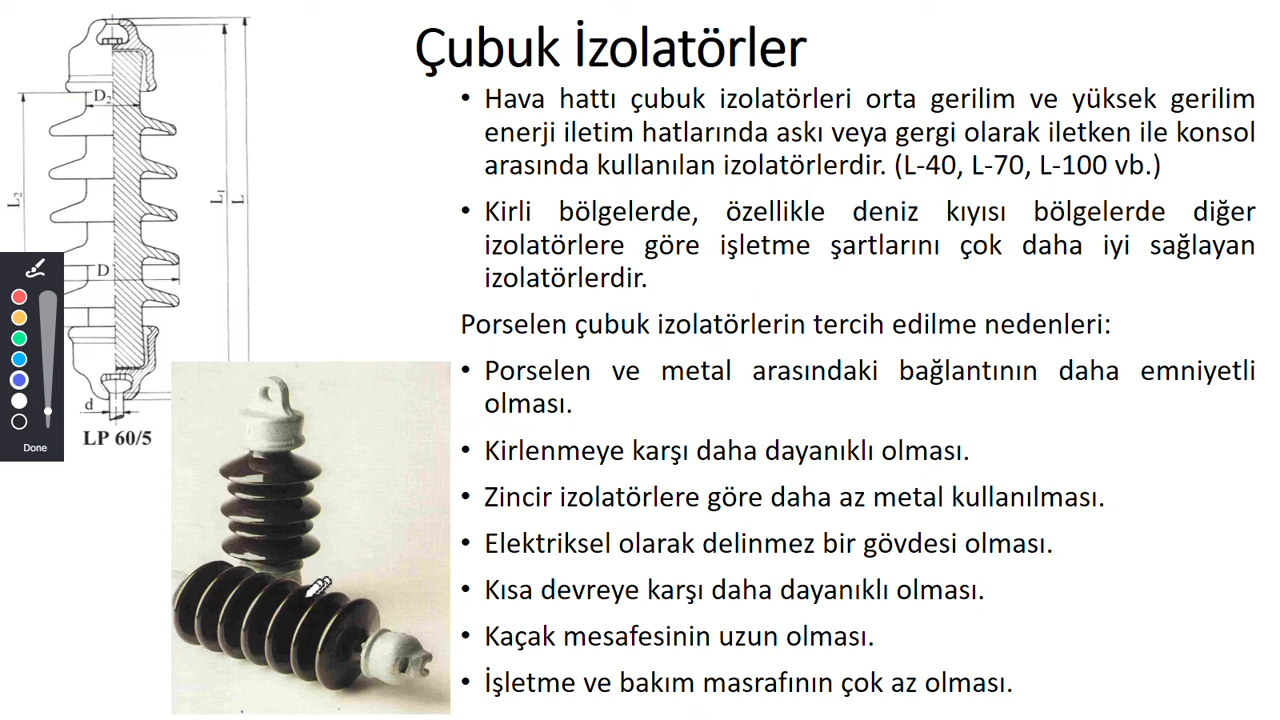 Çubuk İzolatörler
• Hava hattı çubuk izolatörleri orta gerilim ve yüksek gerilim
enerji iletim hatlarında askı veya gergi olarak iletken ile konsol
arasında kullanılan izolatörlerdir. (L-40, L-70, L-100 vb.)
• Kirli bölgelerde, özellikle deniz kıyısı bölgelerde diğer
izolatörlere göre işletme şartlarını çok daha iyi sağlayan
izolatörlerdir.
Porselen çubuk izolatörlerin tercih edilme nedenleri:
• Porselen ve metal arasındaki bağlantının daha emniyetli
olması.
• Kirlenmeye karşı daha dayanıklı olması.
• Zincir izolatörlere göre daha az metal kullanılması.
• Elektriksel olarak delinmez bir gövdesi olması.
• Kısa devreye karşı daha dayanıklı olması.
• Kaçak mesafesinin uzun olması.
• İşletme ve bakım masrafının çok az olması.
D₂
L₂
L₁
L
D
d
LP 60/5
Done